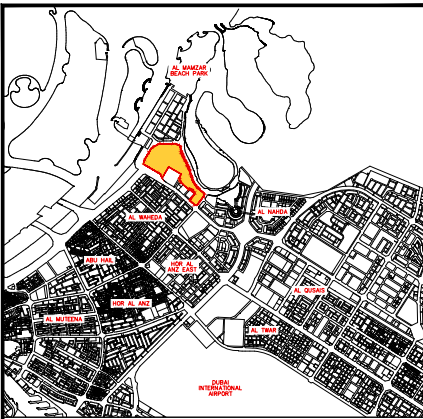 AL MAMZAR
BEACH PARK
AL WAHEDA
AL NAHDA
ABU HAIL
HOR AL
ANZ EAST
AL QUSAIS
HOR AL ANZ
AL MUTEENA
AL TWAR
DUBAI
INTERNATIONAL
AIRPORT